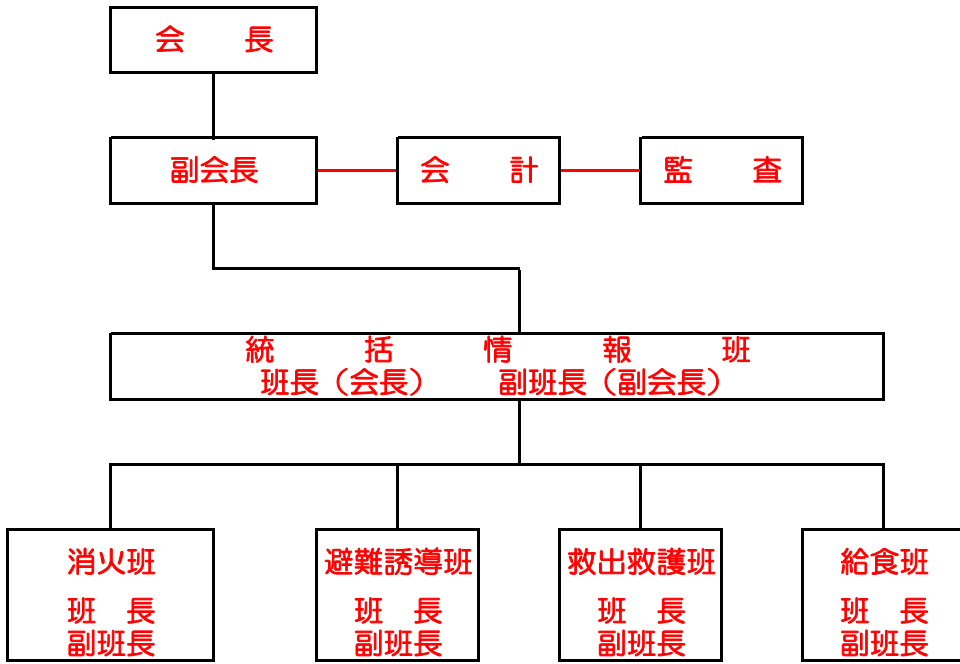 会　　長
副会長
会　　計
監　　査
統　　括　　情　　報　　班
班長（会長）　　副班長（副会長）
消火班
班　長
副班長
避難誘導班
班　長
副班長
救出救護班
班　長
副班長
給食班
班　長
副班長